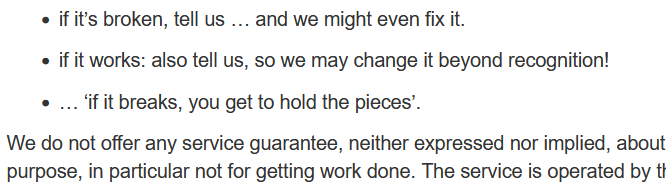 • if it’s broken, tell us … and we might even fix it.
• if it works: also tell us, so we may change it beyond recognition!
• … ‘if it breaks, you get to hold the pieces’.
We do not offer any service guarantee, neither expressed nor implied, about
purpose, in particular not for getting work done. The service is operated by